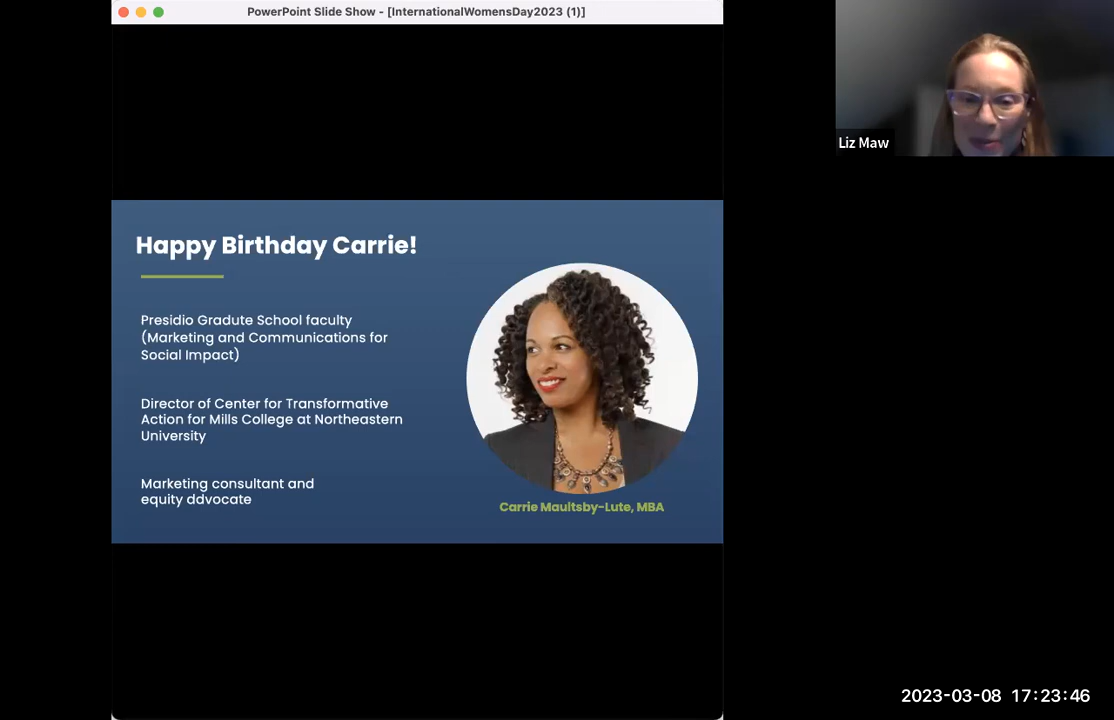 PowerPoint Slide Show - [InternationalWomensDay2023 (1)]
Liz Maw
Happy Birthday Carrie!
Presidio Gradute School faculty
(Marketing and Communications for
Social Impact)
Director of Center for Transformative
Action for Mills College at Northeastern
University
Marketing consultant and
equity ddvocate
Carrie Maultsby-Lute, MBA
2023-03-08 17:23:46